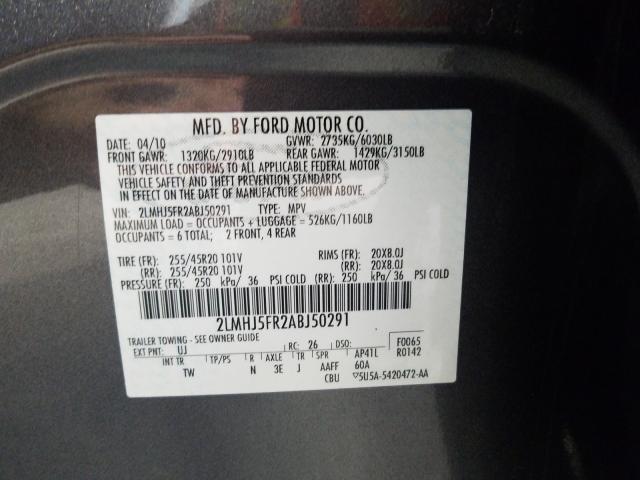 MFD. BY FORD MOTOR CO.
DATE: 04/10 GVWR: 2735KG/6030LB
FRONT GAWR: 1320KG/2910LB REAR GAWR: 1429KG/3150LB
THIS VEHICLE CONFORMS TO ALL APPLICABLE FEDERAL MOTOR
VEHICLE SAFETY AND THEFT PREVENTION STANDARDS
IN EFFECT ON THE DATE OF MANUFACTURE SHOWN ABOVE.
VIN: 2LMHJ5FR2ABJ50291 TYPE: MPV
MAXIMUM LOAD = OCCUPANTS + LUGGAGE = 526KG/1160LB
OCCUPANTS = 6 TOTAL; 2 FRONT, 4 REAR
TIRE (FR): 255/45R20 101V RIMS (FR): 20X8.0J
(RR): 255/45R20 101V (RR): 20X8.0J
PRESSURE (FR): 250 kPa/ 36 PSI COLD (RR): 250 kPa/ 36 PSI COLD
2LMHJ5FR2ABJ50291
TRAILER TOWING - SEE OWNER GUIDE F0065
EXT PNT: UJ RC: 26 DSO: R0142
INT TR TP/PS R AXLE TR SPR AP41L
TW N 3E J AAFF 60A
CBU ▽5U5A-5420472-AA